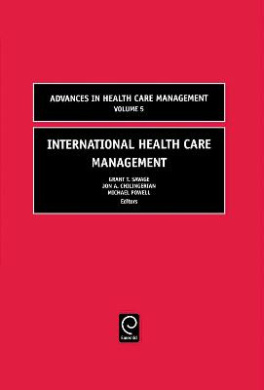 ADVANCES IN HEALTH CARE MANAGEMENT
VOLUME 5
INTERNATIONAL HEALTH CARE
MANAGEMENT
GRANT T. SAVAGE
JON A. CHILINGERIAN
MICHAEL POWELL
Editors